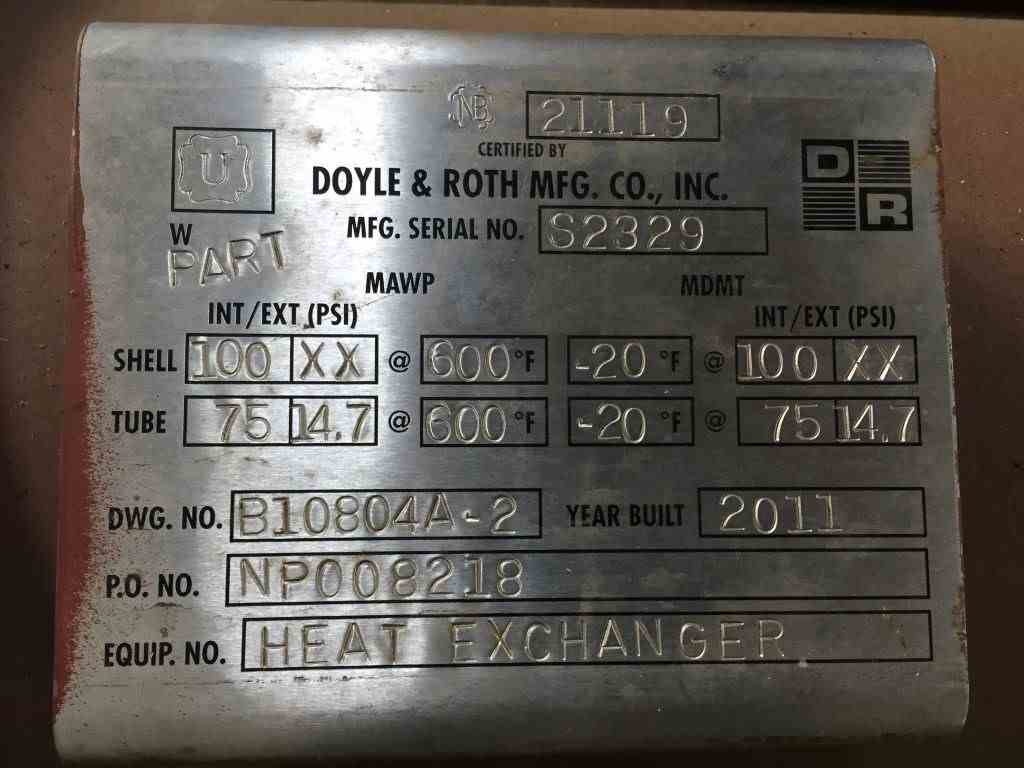 NB 21119
CERTIFIED BY
U DOYLE & ROTH MFG. CO., INC. D R
W MFG. SERIAL NO. S2329
PART
MAWP MDMT
INT/EXT (PSI) INT/EXT (PSI)
SHELL 100 XX @ 600 °F -20 °F @ 100 XX
TUBE 75 14.7 @ 600 °F -20 °F @ 75 14.7
DWG. NO. B10804A-2 YEAR BUILT 2011
P.O. NO. NP008218
EQUIP. NO. HEAT EXCHANGER